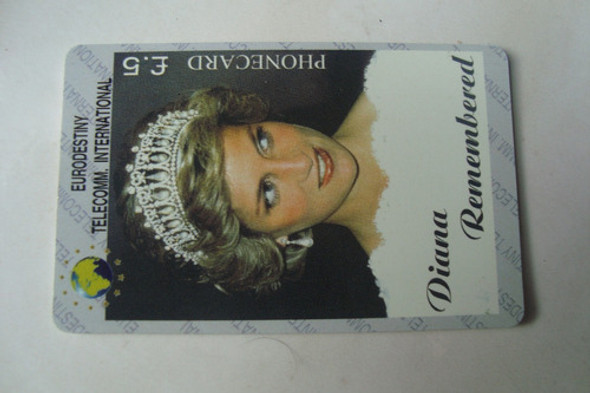 EURODESTINY
TELECOMM. INTERNATIONAL
£.5 PHONECARD
Diana
Remembered